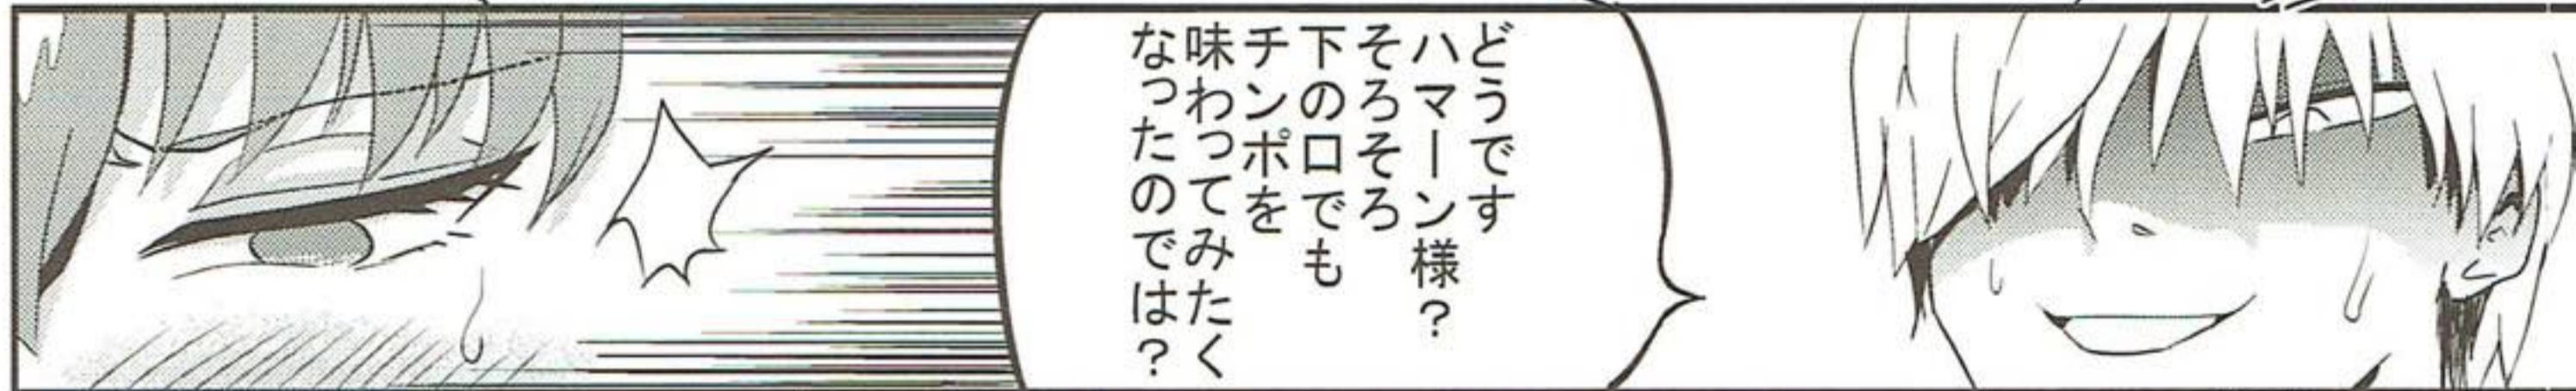 どうです
ハマーン様？
そろそろ
下の口でも
チンポを
味わってみたく
なったのでは？